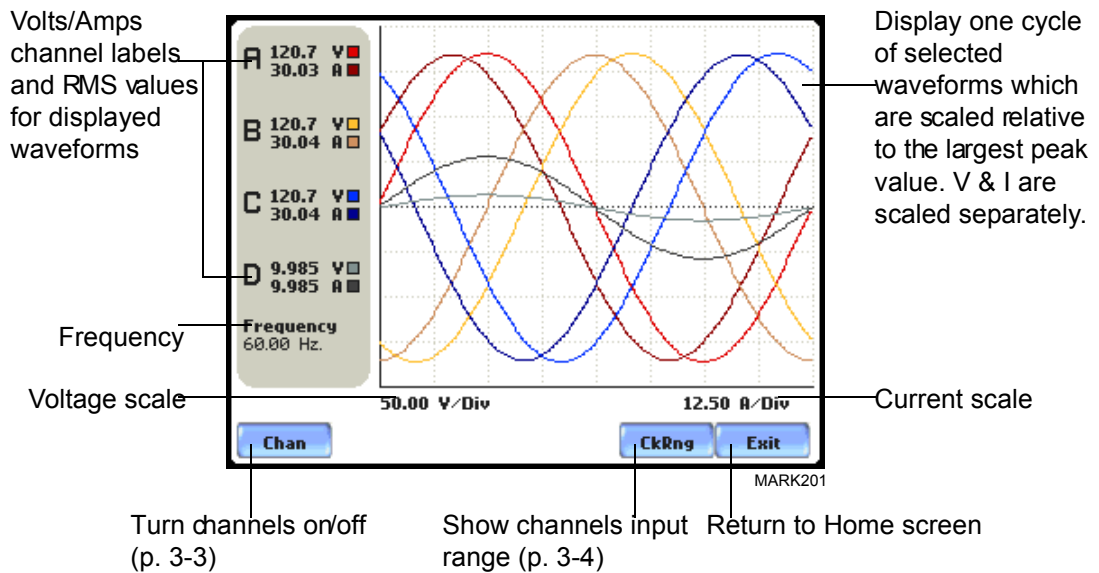 Volts/Amps
channel labels
and RMS values
for displayed
waveforms
Frequency
Voltage scale
A 120.7 V
30.03 A
B 120.7 V
30.04 A
C 120.7 V
30.04 A
D 9.985 V
9.985 A
Frequency
60.00 Hz.
50.00 V/Div
12.50 A/Div
Chan
CkRng
Exit
Display one cycle
of selected
waveforms which
are scaled relative
to the largest peak
value. V & I are
scaled separately.
Current scale
MARK201
Turn channels on/off
(p. 3-3)
Show channels input
range (p. 3-4)
Return to Home screen